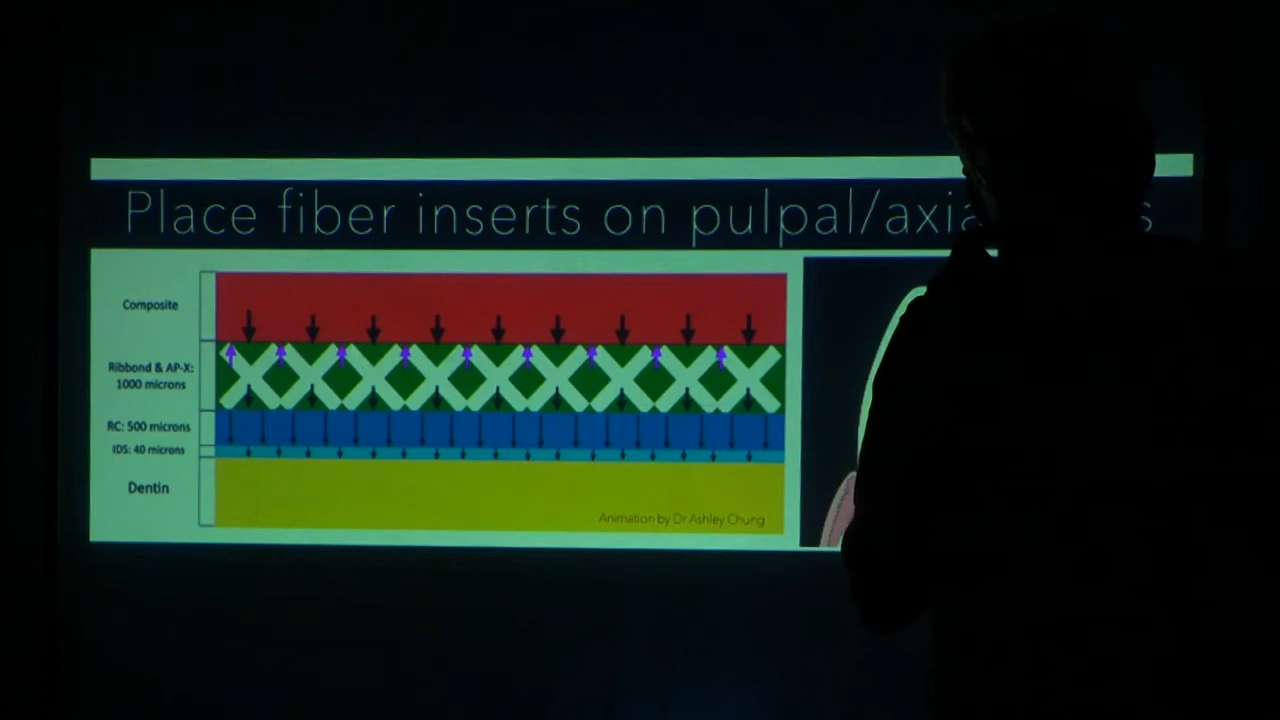 Place fiber inserts on pulpal/
Composite
Ribbond & AP-X:
1000 microns
RC: 500 microns
IDS: 40 microns
Dentin
Animation by Dr Ashley Chung